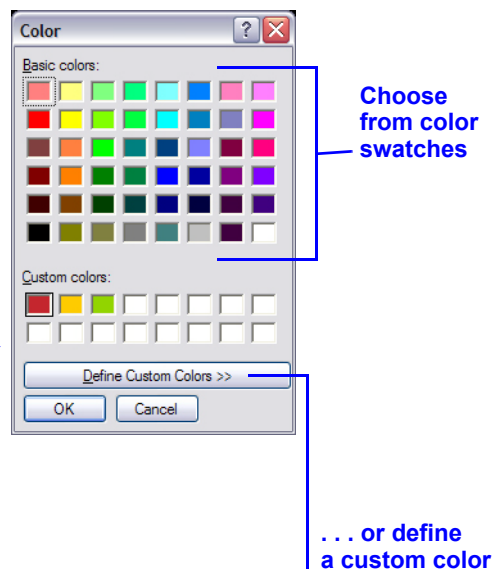 Color
Basic colors:
Choose
from color
swatches
Custom colors:
Define Custom Colors >>
OK Cancel
. . . or define
a custom color